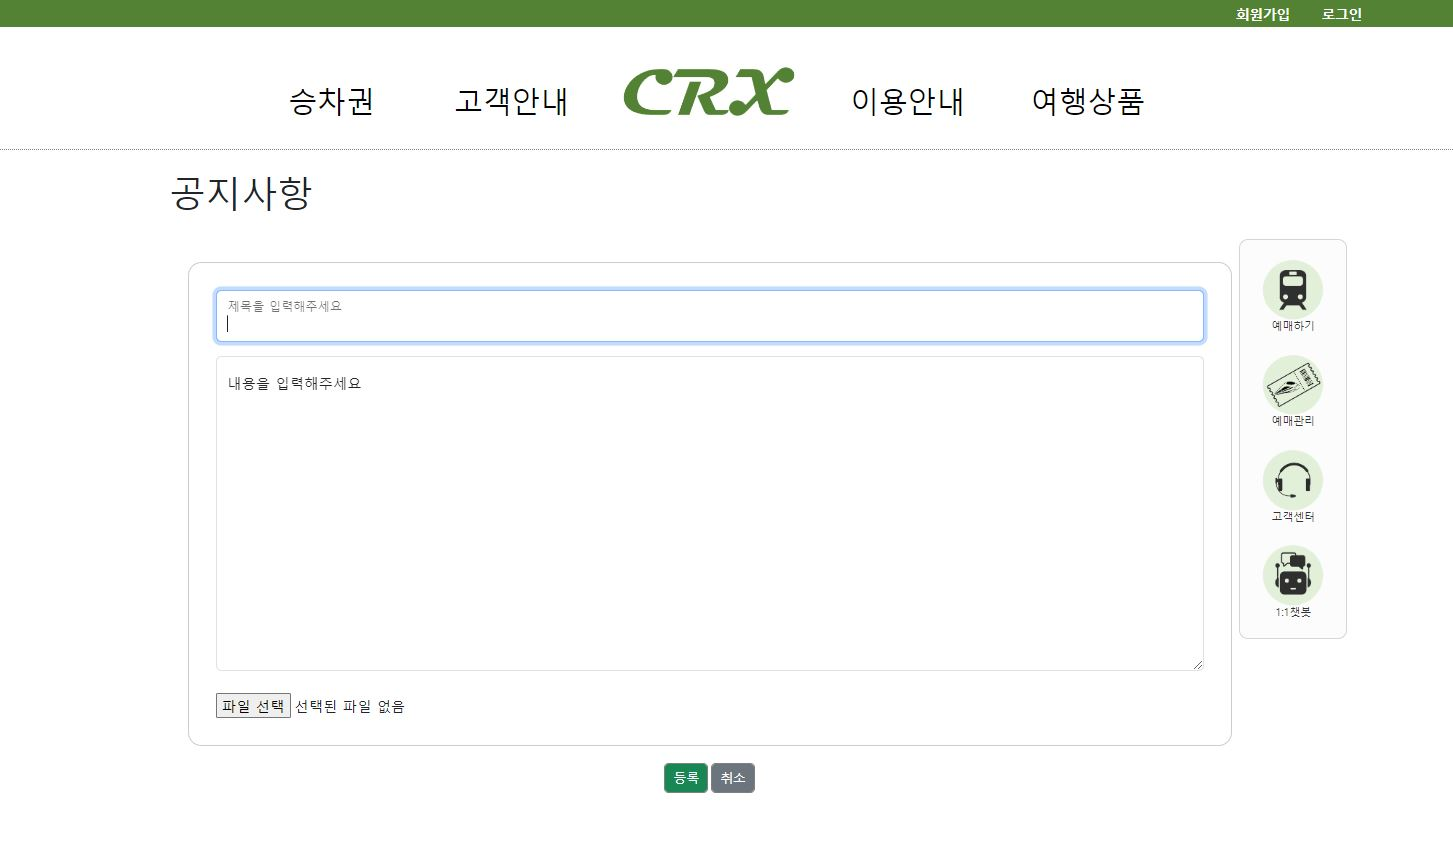 회원가입 로그인
승차권 고객안내 CRX 이용안내 여행상품
공지사항
제목을 입력해주세요
내용을 입력해주세요
파일 선택 선택된 파일 없음
등록 취소
예매하기
예매관리
고객센터
1:1챗봇